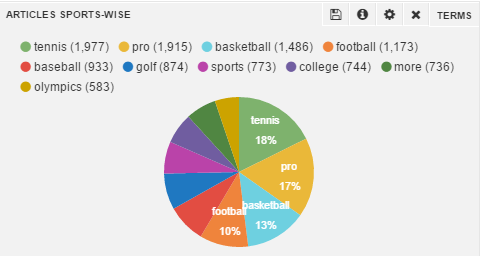 ARTICLES SPORTS-WISE TERMS
tennis (1,977) pro (1,915) basketball (1,486) football (1,173)
baseball (933) golf (874) sports (773) college (744) more (736)
olympics (583)
tennis
18%
pro
17%
basketball
13%
football
10%